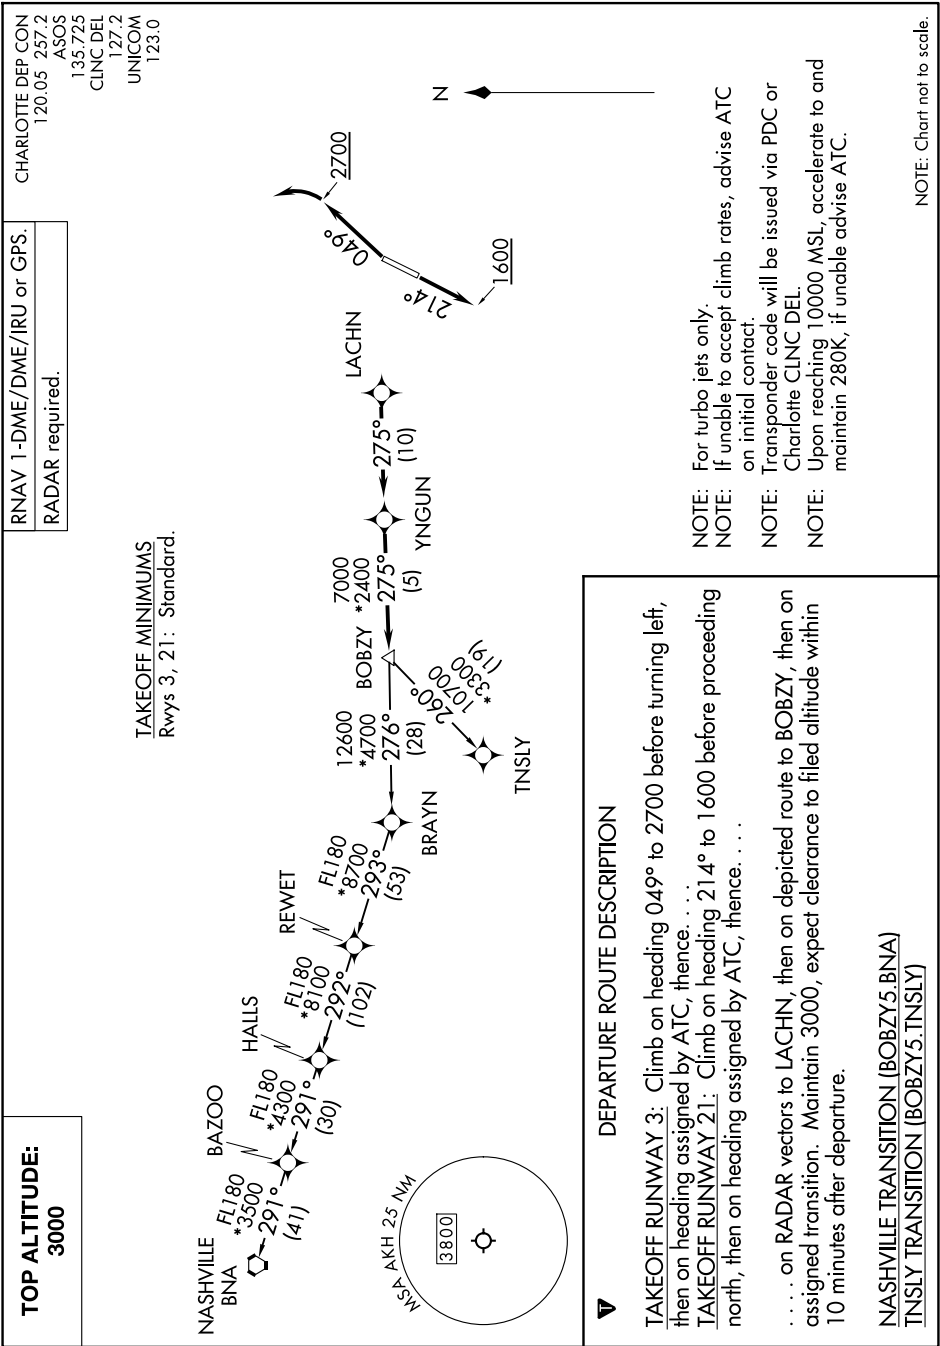 TOP ALTITUDE:
3000
RNAV 1-DME/DME/IRU or GPS.
RADAR required.
CHARLOTTE DEP CON
120.05 257.2
ASOS
135.725
CLNC DEL
127.2
UNICOM
123.0
TAKEOFF MINIMUMS
Rwys 3, 21: Standard.
NASHVILLE
BNA
FL180
*3500
291°
(41)
BAZOO
FL180
*4300
291°
(30)
HALLS
FL180
*8100
292°
(102)
REWET
FL180
*8700
293°
(53)
BRAYN
12600
*4700
276°
(28)
BOBZY
7000
*2400
275°
(5)
YNGUN
275°
(10)
LACHN
260°
10700
*3300
(19)
TNSLY
049°
2700
214°
1600
N
MSA AKH 25 NM
3800
DEPARTURE ROUTE DESCRIPTION
T
TAKEOFF RUNWAY 3: Climb on heading 049° to 2700 before turning left,
then on heading assigned by ATC, thence. . . .
TAKEOFF RUNWAY 21: Climb on heading 214° to 1600 before proceeding
north, then on heading assigned by ATC, thence. . . .
. . . . on RADAR vectors to LACHN, then on depicted route to BOBZY, then on
assigned transition. Maintain 3000, expect clearance to filed altitude within
10 minutes after departure.
NASHVILLE TRANSITION (BOBZY5.BNA)
TNSLY TRANSITION (BOBZY5.TNSLY)
NOTE: For turbo jets only.
NOTE: If unable to accept climb rates, advise ATC
on initial contact.
NOTE: Transponder code will be issued via PDC or
Charlotte CLNC DEL.
NOTE: Upon reaching 10000 MSL, accelerate to and
maintain 280K, if unable advise ATC.
NOTE: Chart not to scale.